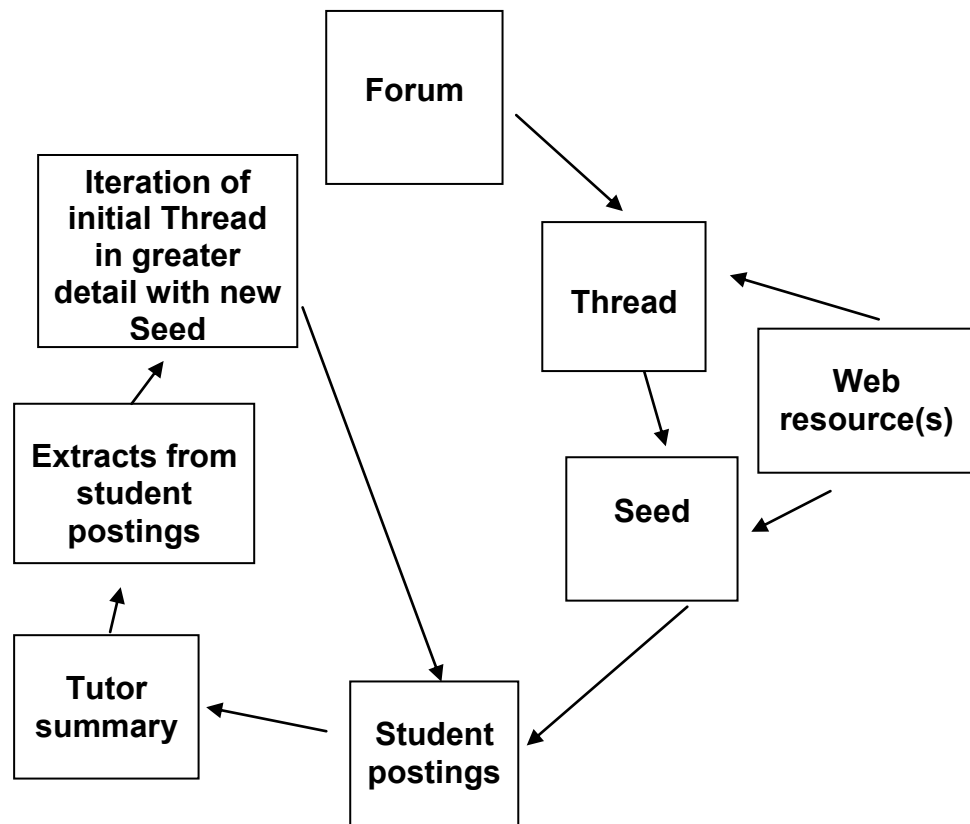 Forum
Iteration of
initial Thread
in greater
detail with new
Seed
Thread
Web
resource(s)
Extracts from
student
postings
Seed
Tutor
summary
Student
postings